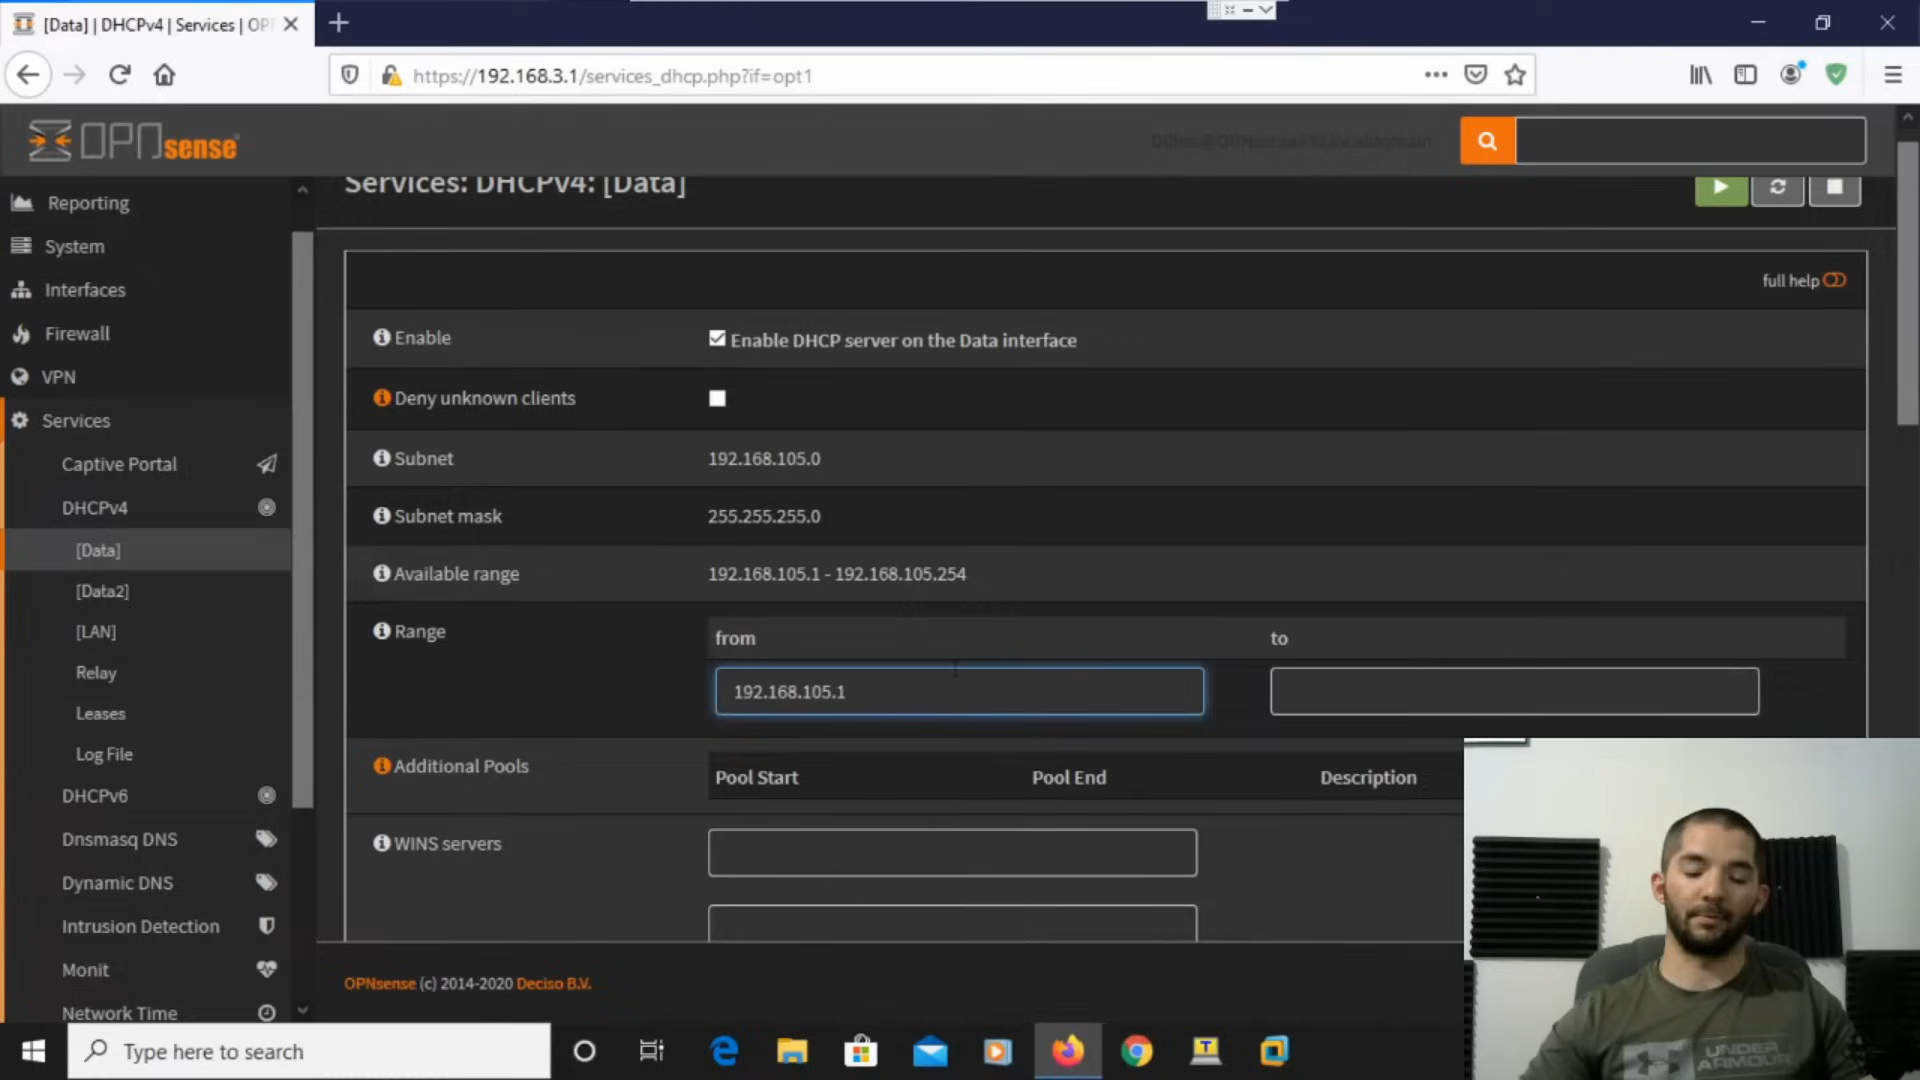 [Data] | DHCPv4 | Services | OP
https://192.168.3.1/services_dhcp.php?if=opt1
OPNsense
Services: DHCPv4: [Data]
Reporting
System
Interfaces
Firewall
VPN
Services
Captive Portal
DHCPv4
[Data]
[Data2]
[LAN]
Relay
Leases
Log File
DHCPv6
Dnsmasq DNS
Dynamic DNS
Intrusion Detection
Monit
Network Time
full help
Enable
Enable DHCP server on the Data interface
Deny unknown clients
Subnet
192.168.105.0
Subnet mask
255.255.255.0
Available range
192.168.105.1 - 192.168.105.254
Range
from
to
192.168.105.1
Additional Pools
Pool Start
Pool End
Description
WINS servers
OPNsense (c) 2014-2020 Deciso B.V.
UNDER
ARMOUR
Type here to search